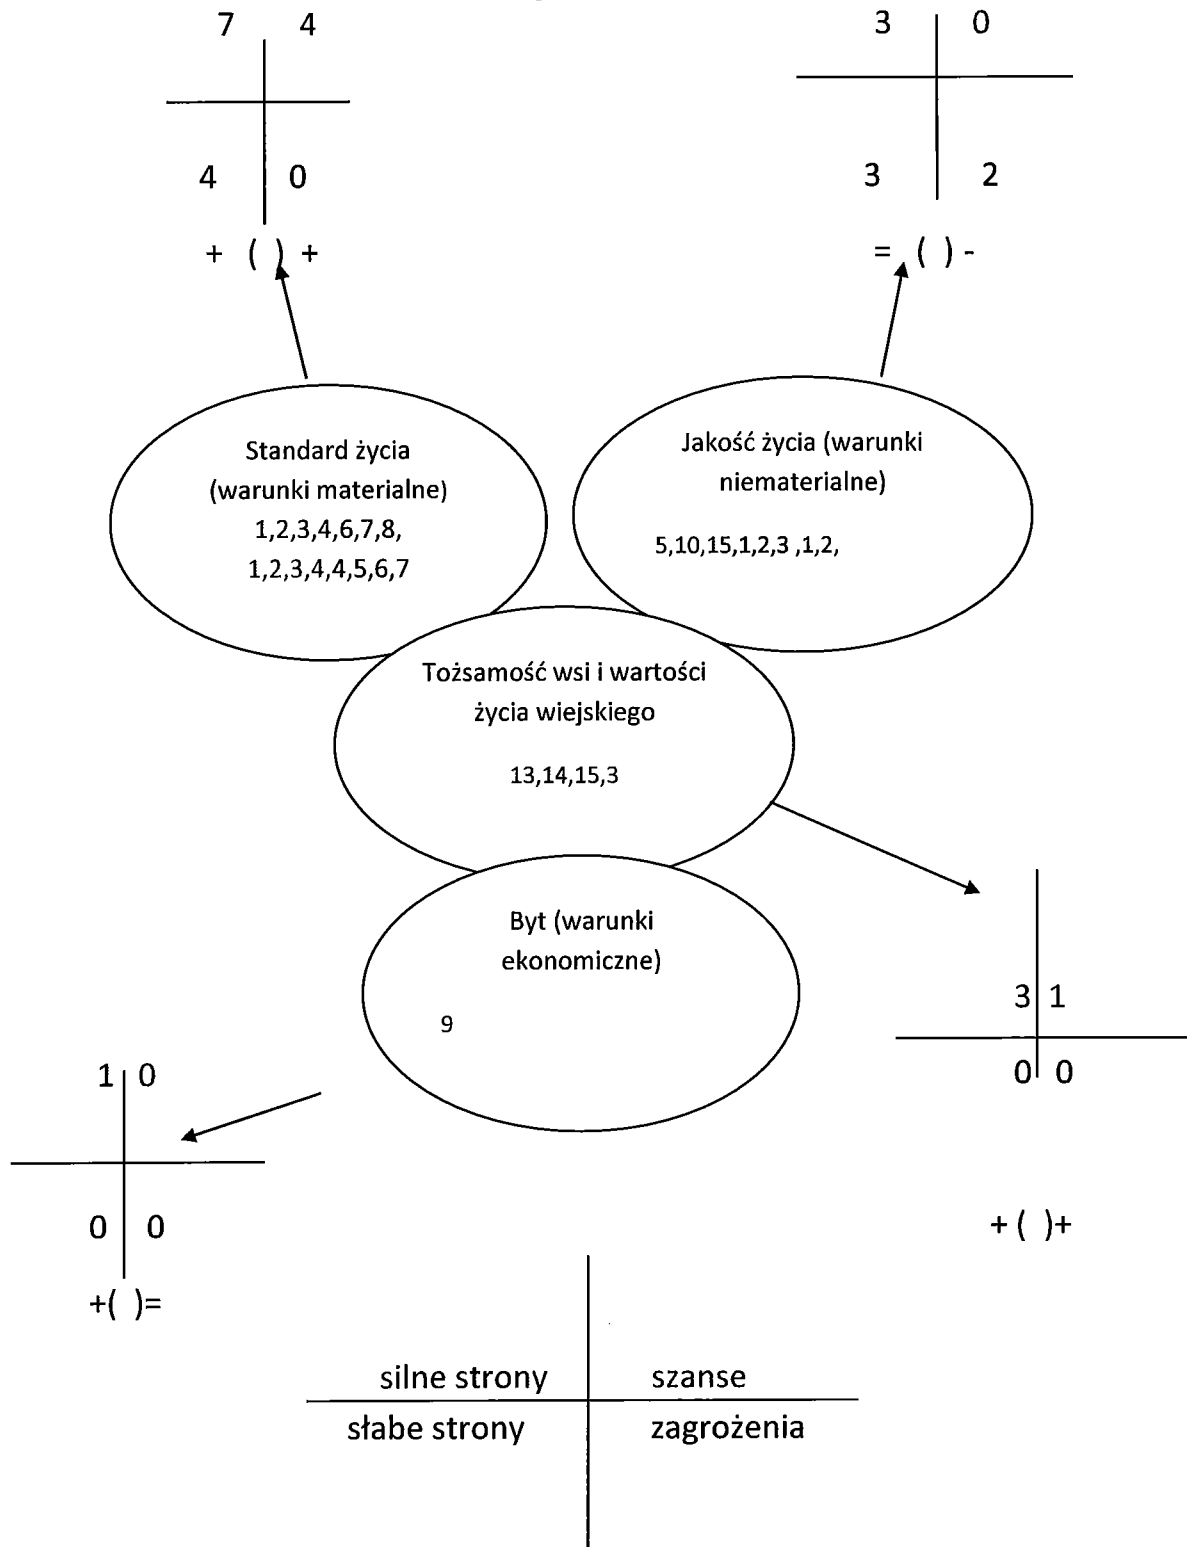 7 4
4 0
+ ( ) +
3 0
3 2
= ( ) -
Standard życia
(warunki materialne)
1,2,3,4,6,7,8,
1,2,3,4,4,5,6,7
Jakość życia (warunki
niematerialne)
5,10,15,1,2,3 ,1,2,
Tożsamość wsi i wartości
życia wiejskiego
13,14,15,3
Byt (warunki
ekonomiczne)
9
3 1
0 0
+ ( )+
1 0
0 0
+( )=
silne strony szanse
słabe strony zagrożenia